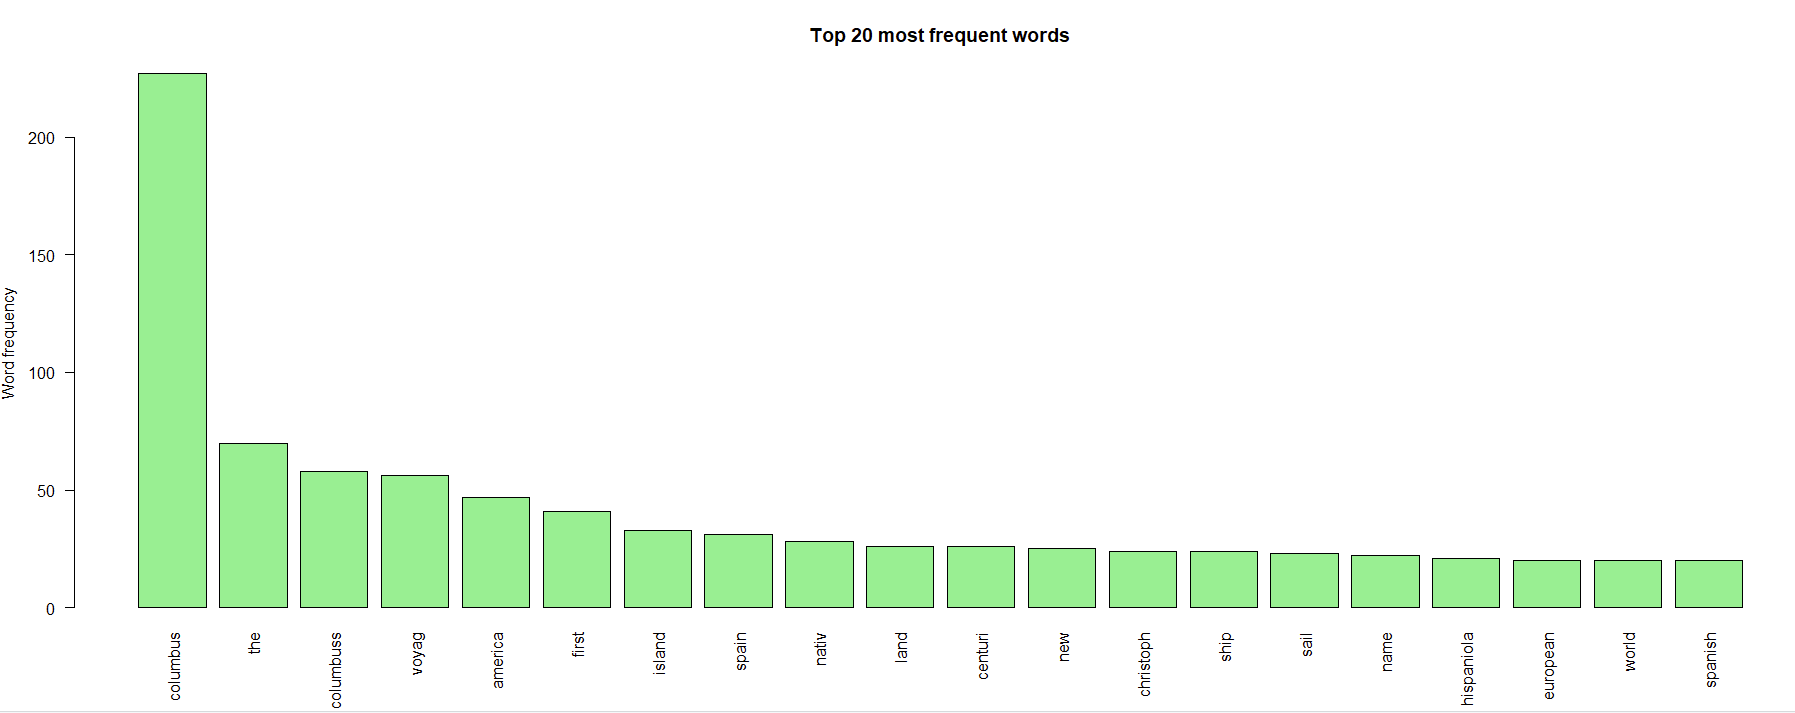 Top 20 most frequent words
Word frequency
200
150
100
50
0
columbus
the
columbuss
voyag
america
first
island
spain
nativ
land
centuri
new
christoph
ship
sail
name
hispaniola
european
world
spanish